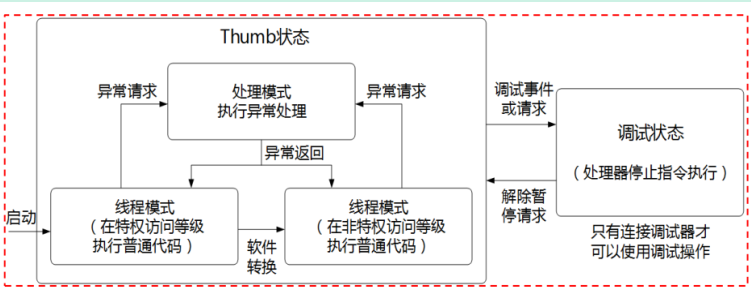 Thumb状态
异常请求
处理模式
执行异常处理
异常请求
异常返回
启动
线程模式
（在特权访问等级
执行普通代码）
软件
转换
线程模式
（在非特权访问等级
执行普通代码）
调试事件
或请求
解除暂
停请求
调试状态
（处理器停止指令执行）
只有连接调试器才
可以使用调试操作